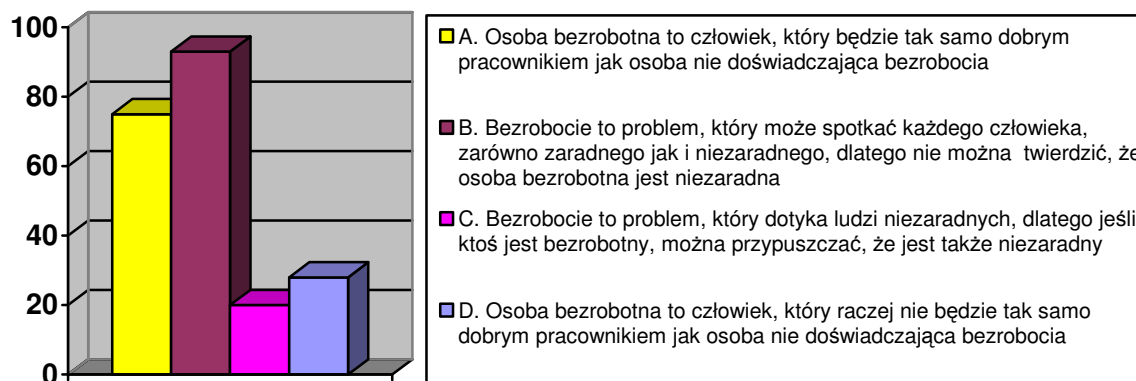 100
80
60
40
20
0
A. Osoba bezrobotna to człowiek, który będzie tak samo dobrym
pracownikiem jak osoba nie doświadczająca bezrobocia
B. Bezrobocie to problem, który może spotkać każdego człowieka,
zarówno zaradnego jak i niezaradnego, dlatego nie można twierdzić, że
osoba bezrobotna jest niezaradna
C. Bezrobocie to problem, który dotyka ludzi niezaradnych, dlatego jeśli
ktoś jest bezrobotny, można przypuszczać, że jest także niezaradny
D. Osoba bezrobotna to człowiek, który raczej nie będzie tak samo
dobrym pracownikiem jak osoba nie doświadczająca bezrobocia